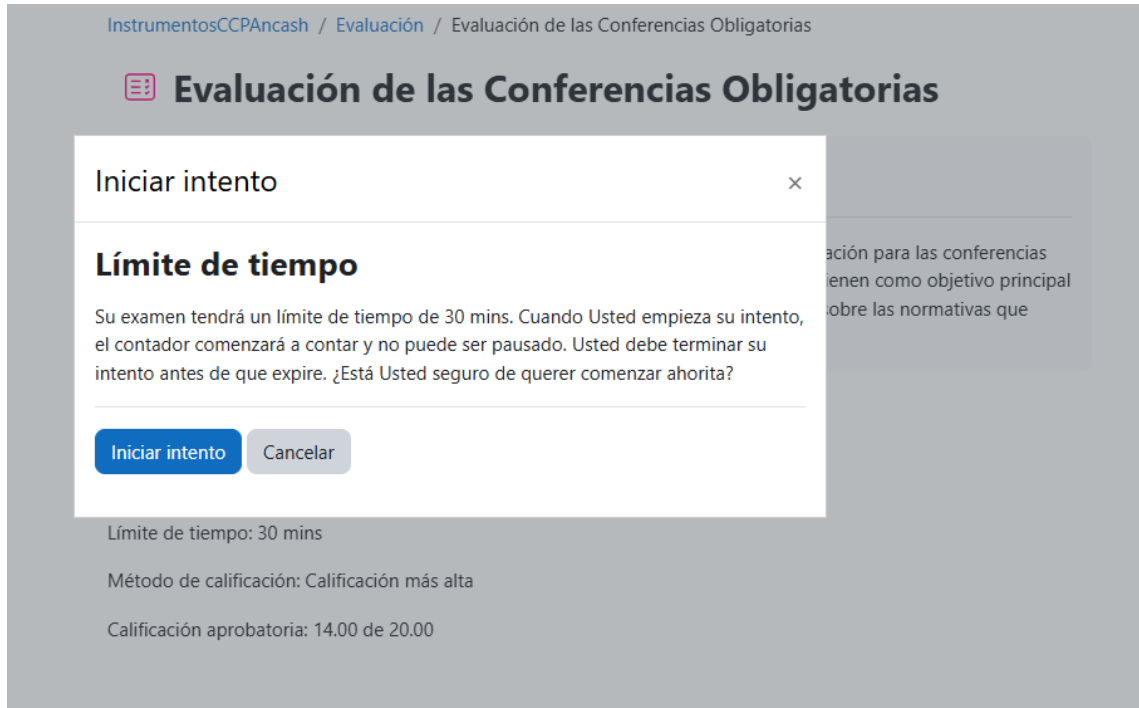 InstrumentosCCPAncash / Evaluación / Evaluación de las Conferencias Obligatorias
Evaluación de las Conferencias Obligatorias
Iniciar intento ×
Límite de tiempo
Su examen tendrá un límite de tiempo de 30 mins. Cuando Usted empieza su intento,
el contador comenzará a contar y no puede ser pausado. Usted debe terminar su
intento antes de que expire. ¿Está Usted seguro de querer comenzar ahorita?
ación para las conferencias
ienen como objetivo principal
sobre las normativas que
Iniciar intento Cancelar
Límite de tiempo: 30 mins
Método de calificación: Calificación más alta
Calificación aprobatoria: 14.00 de 20.00